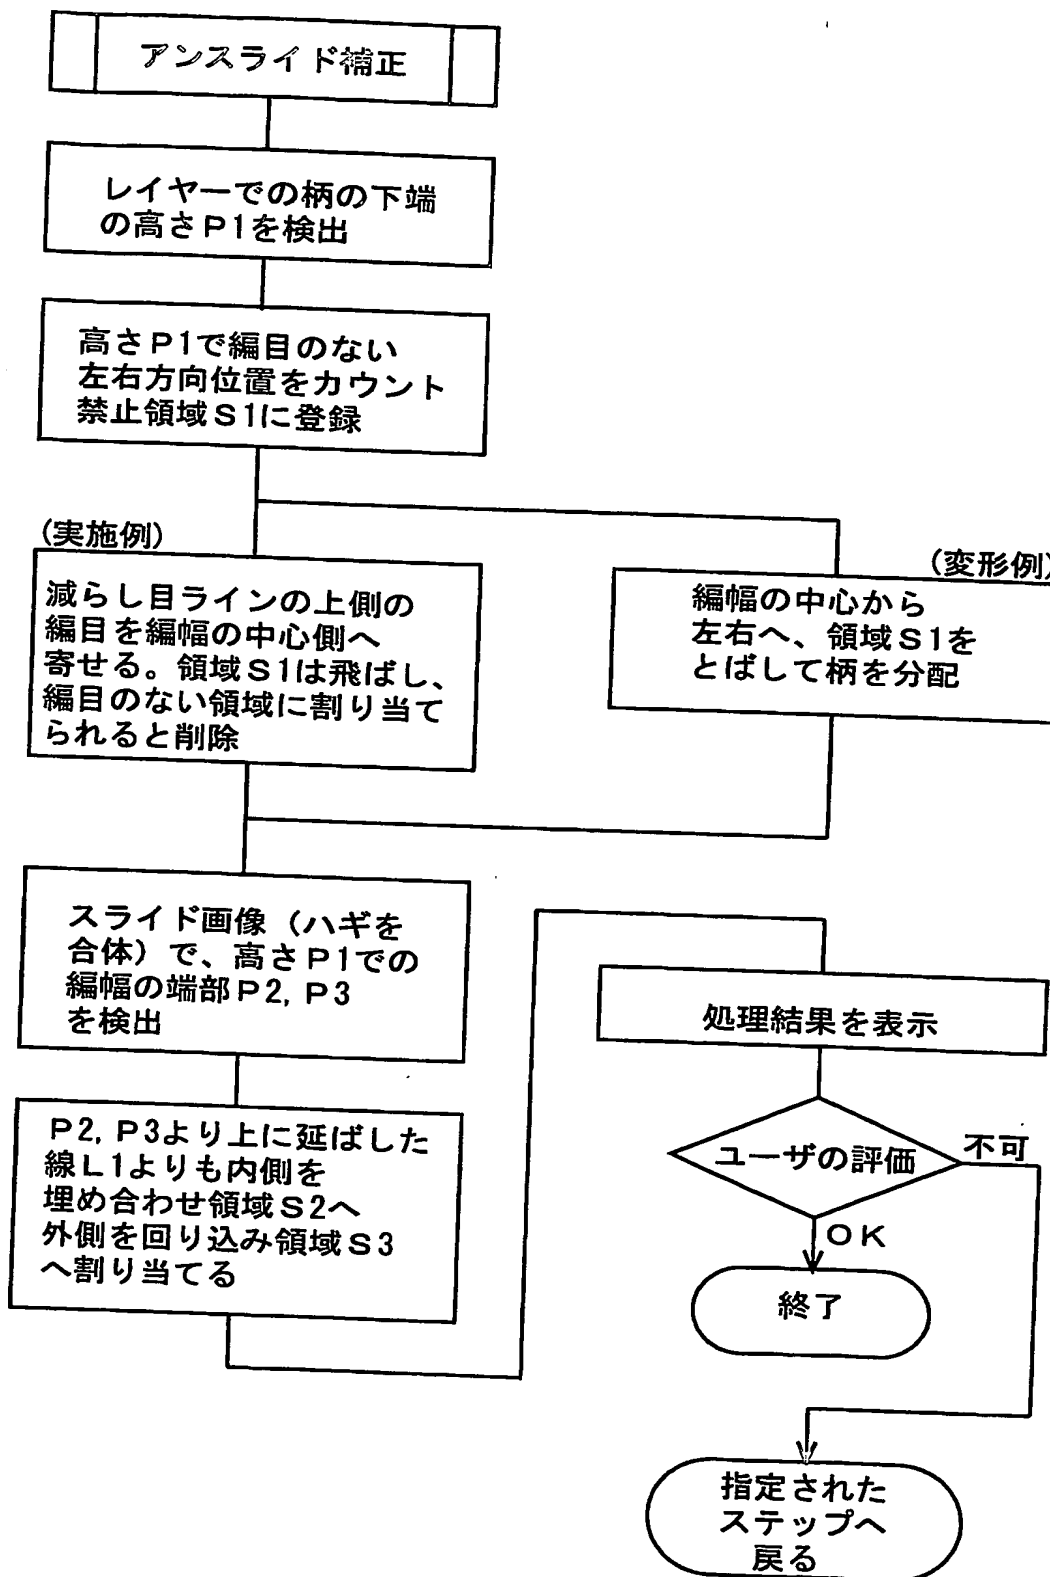 アンスライド補正
レイヤーでの柄の下端
の高さP1を検出
高さP1で編目のない
左右方向位置をカウント
禁止領域S1に登録
(実施例)
減らし目ラインの上側の
編目を編幅の中心側へ
寄せる。領域S1は飛ばし、
編目のない領域に割り当て
られると削除
(変形例)
編幅の中心から
左右へ、領域S1を
とばして柄を分配
スライド画像(ハギを
合体)で、高さP1での
編幅の端部P2, P3
を検出
P2, P3より上に延ばした
線L1よりも内側を
埋め合わせ領域S2へ
外側を回り込み領域S3
へ割り当てる
処理結果を表示
ユーザの評価
不可
OK
終了
指定された
ステップへ
戻る